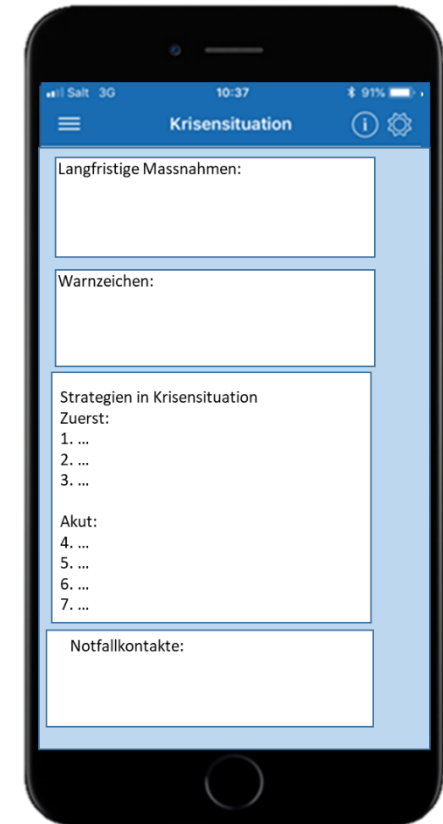 Salt 3G 10:37 91%
Krisensituation
Langfristige Massnahmen:
Warnzeichen:
Strategien in Krisensituation
Zuerst:
1. ...
2. ...
3. ...
Akut:
4. ...
5. ...
6. ...
7. ...
Notfallkontakte: